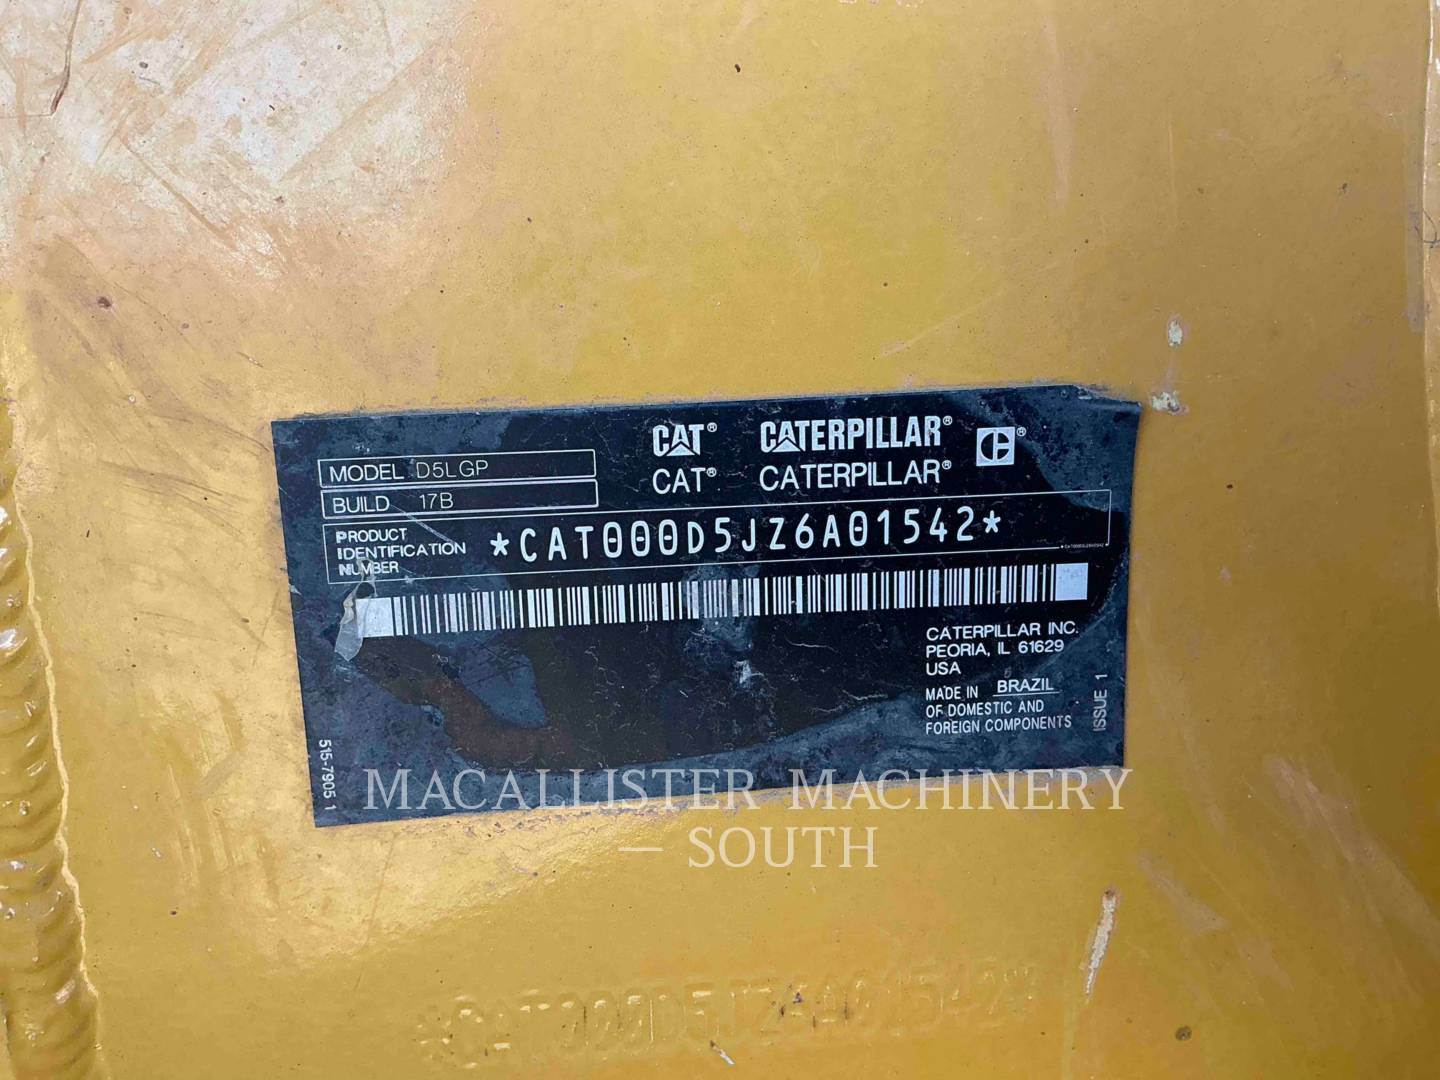 MODEL D5LGP
BUILD 17B
CAT® CATERPILLAR®
CAT® CATERPILLAR®
PRODUCT
IDENTIFICATION
NUMBER
*CAT000D5JZ6A01542*
CATERPILLAR INC.
PEORIA, IL 61629
USA
MADE IN BRAZIL
OF DOMESTIC AND
FOREIGN COMPONENTS
ISSUE 1
515-7905 1
MACALLISTER MACHINERY
— SOUTH
*CAT000D5JZ6A01542*